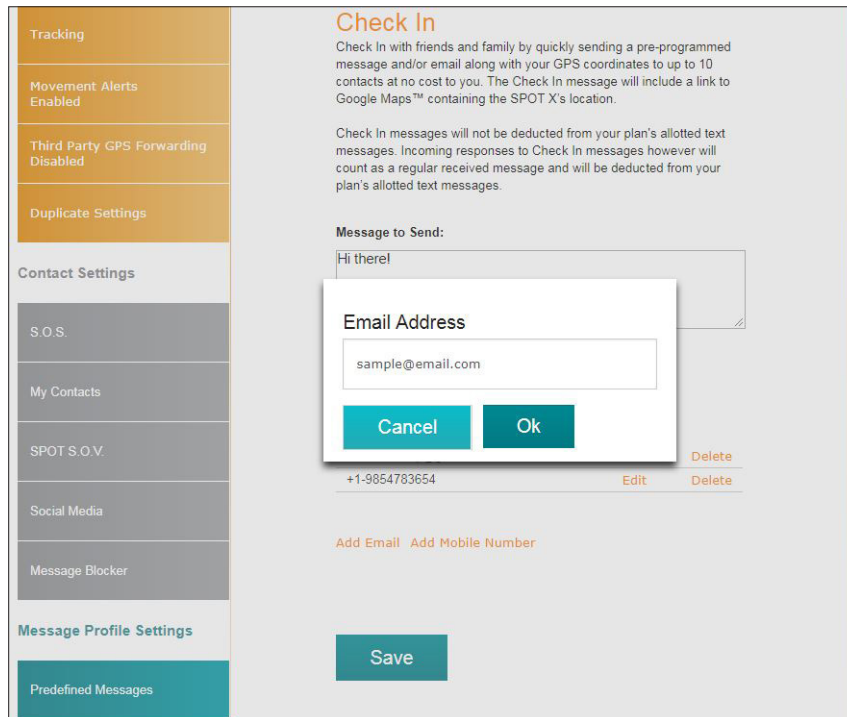 Tracking
Movement Alerts
Enabled
Third Party GPS Forwarding
Disabled
Duplicate Settings
Contact Settings
S.O.S.
My Contacts
SPOT S.O.V.
Social Media
Message Blocker
Message Profile Settings
Predefined Messages
Check In
Check In with friends and family by quickly sending a pre-programmed
message and/or email along with your GPS coordinates to up to 10
contacts at no cost to you. The Check In message will include a link to
Google Maps™ containing the SPOT X's location.
Check In messages will not be deducted from your plan's allotted text
messages. Incoming responses to Check In messages however will
count as a regular received message and will be deducted from your
plan's allotted text messages.
Message to Send:
Hi there!
Email Address
sample@email.com
Cancel Ok
Delete
+1-9854783654 Edit Delete
Add Email Add Mobile Number
Save